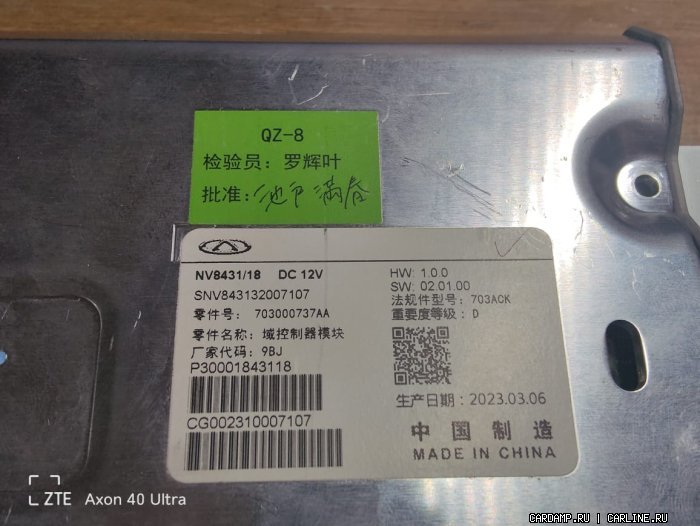 QZ-8
检验员：罗辉叶
批准：
NV8431/18 DC 12V
SNV843132007107
零件号：703000737AA
零件名称：域控制器模块
厂家代码：9BJ
P30001843118
CG002310007107
HW: 1.0.0
SW: 02.01.00
法规件型号：703ACK
重要度等级：D
生产日期：2023.03.06
中国制造
MADE IN CHINA
ZTE Axon 40 Ultra
CARDAMP.RU | CARLINE.RU